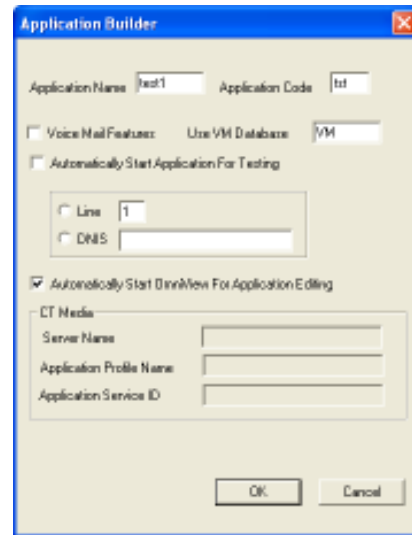 Application Builder
Application Name test1 Application Code tst
Voice Mail Features Use VM Database VM
Automatically Start Application For Testing
Line 1
DNIS
Automatically Start OmniView For Application Editing
CT Media
Server Name
Application Profile Name
Application Service ID
OK Cancel